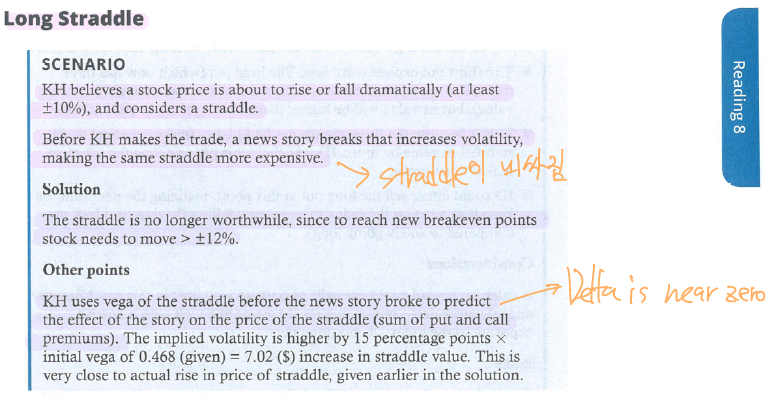 Long Straddle
SCENARIO
KH believes a stock price is about to rise or fall dramatically (at least
±10%), and considers a straddle.
Before KH makes the trade, a news story breaks that increases volatility,
making the same straddle more expensive.
straddle이 비싸짐
Solution
The straddle is no longer worthwhile, since to reach new breakeven points
stock needs to move > ±12%.
Other points
KH uses vega of the straddle before the news story broke to predict
Delta is near zero
the effect of the story on the price of the straddle (sum of put and call
premiums). The implied volatility is higher by 15 percentage points ×
initial vega of 0.468 (given) = 7.02 ($) increase in straddle value. This is
very close to actual rise in price of straddle, given earlier in the solution.
Reading 8